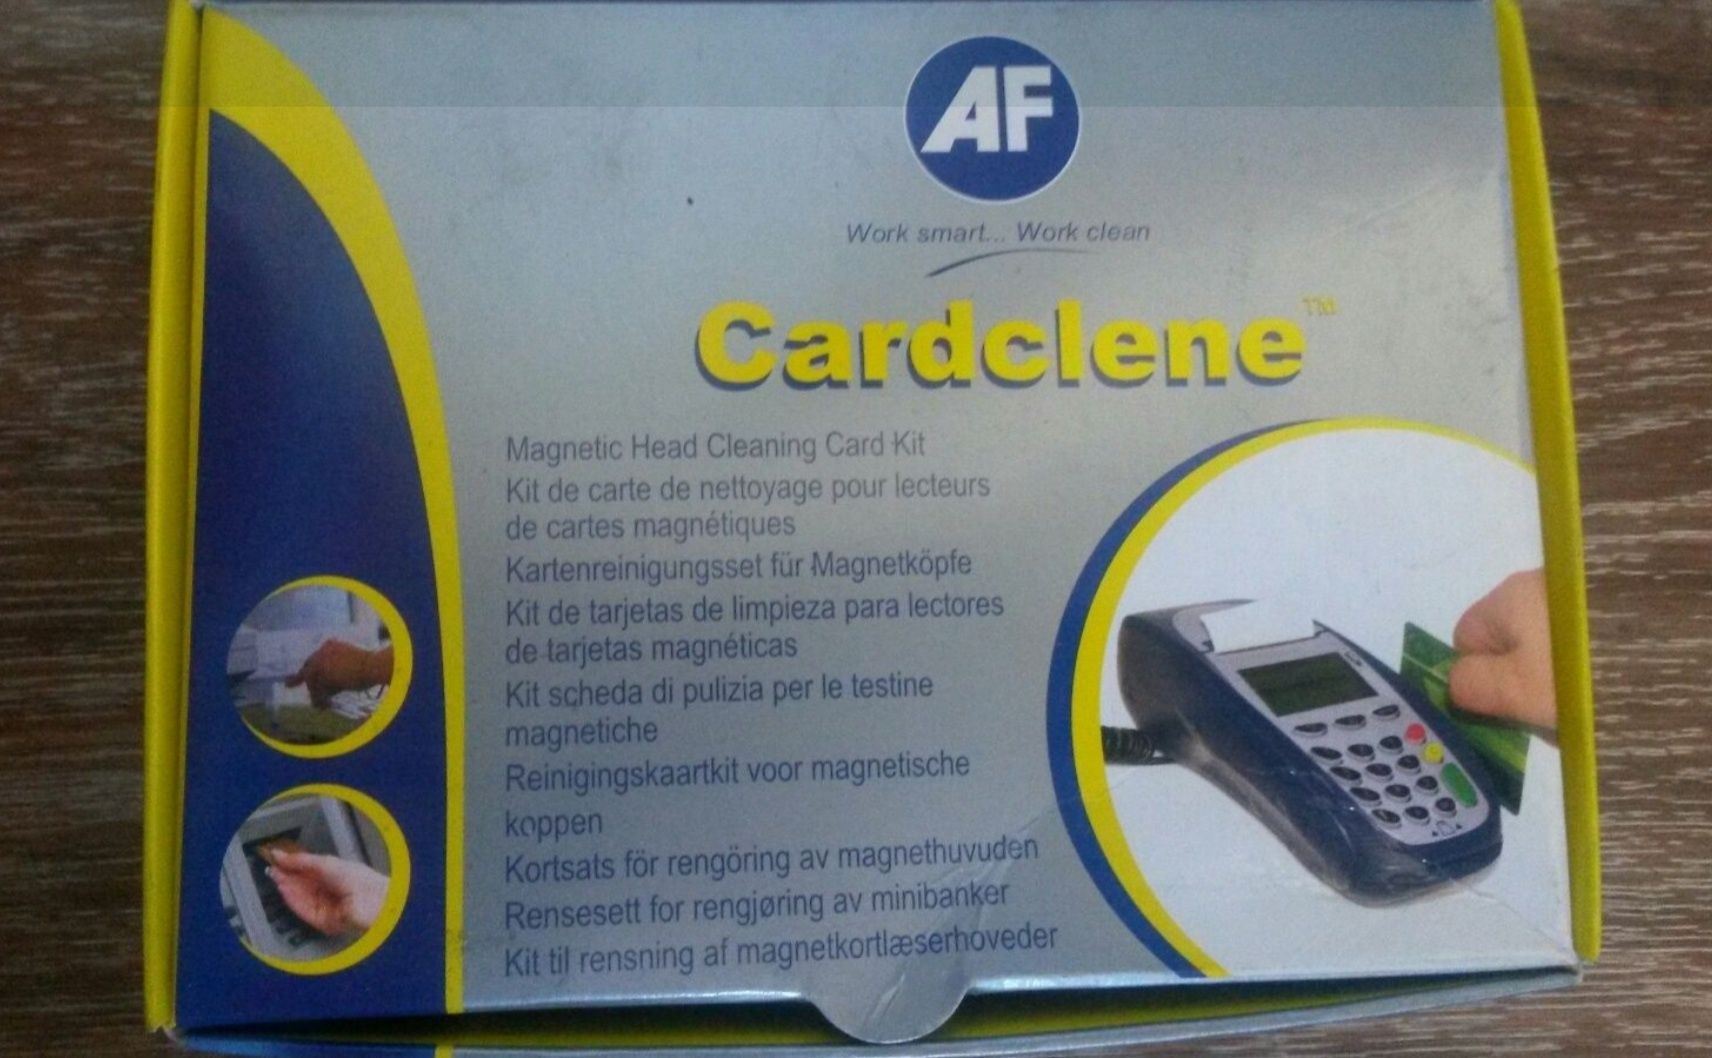 AF
Work smart... Work clean
Cardclene™
Magnetic Head Cleaning Card Kit
Kit de carte de nettoyage pour lecteurs
de cartes magnétiques
Kartenreinigungsset für Magnetköpfe
Kit de tarjetas de limpieza para lectores
de tarjetas magnéticas
Kit scheda di pulizia per le testine
magnetiche
Reinigingskaartkit voor magnetische
koppen
Kortsats för rengöring av magnethuvuden
Rensesett for rengjøring av minibanker
Kit til rensning af magnetkortlæserhoveder